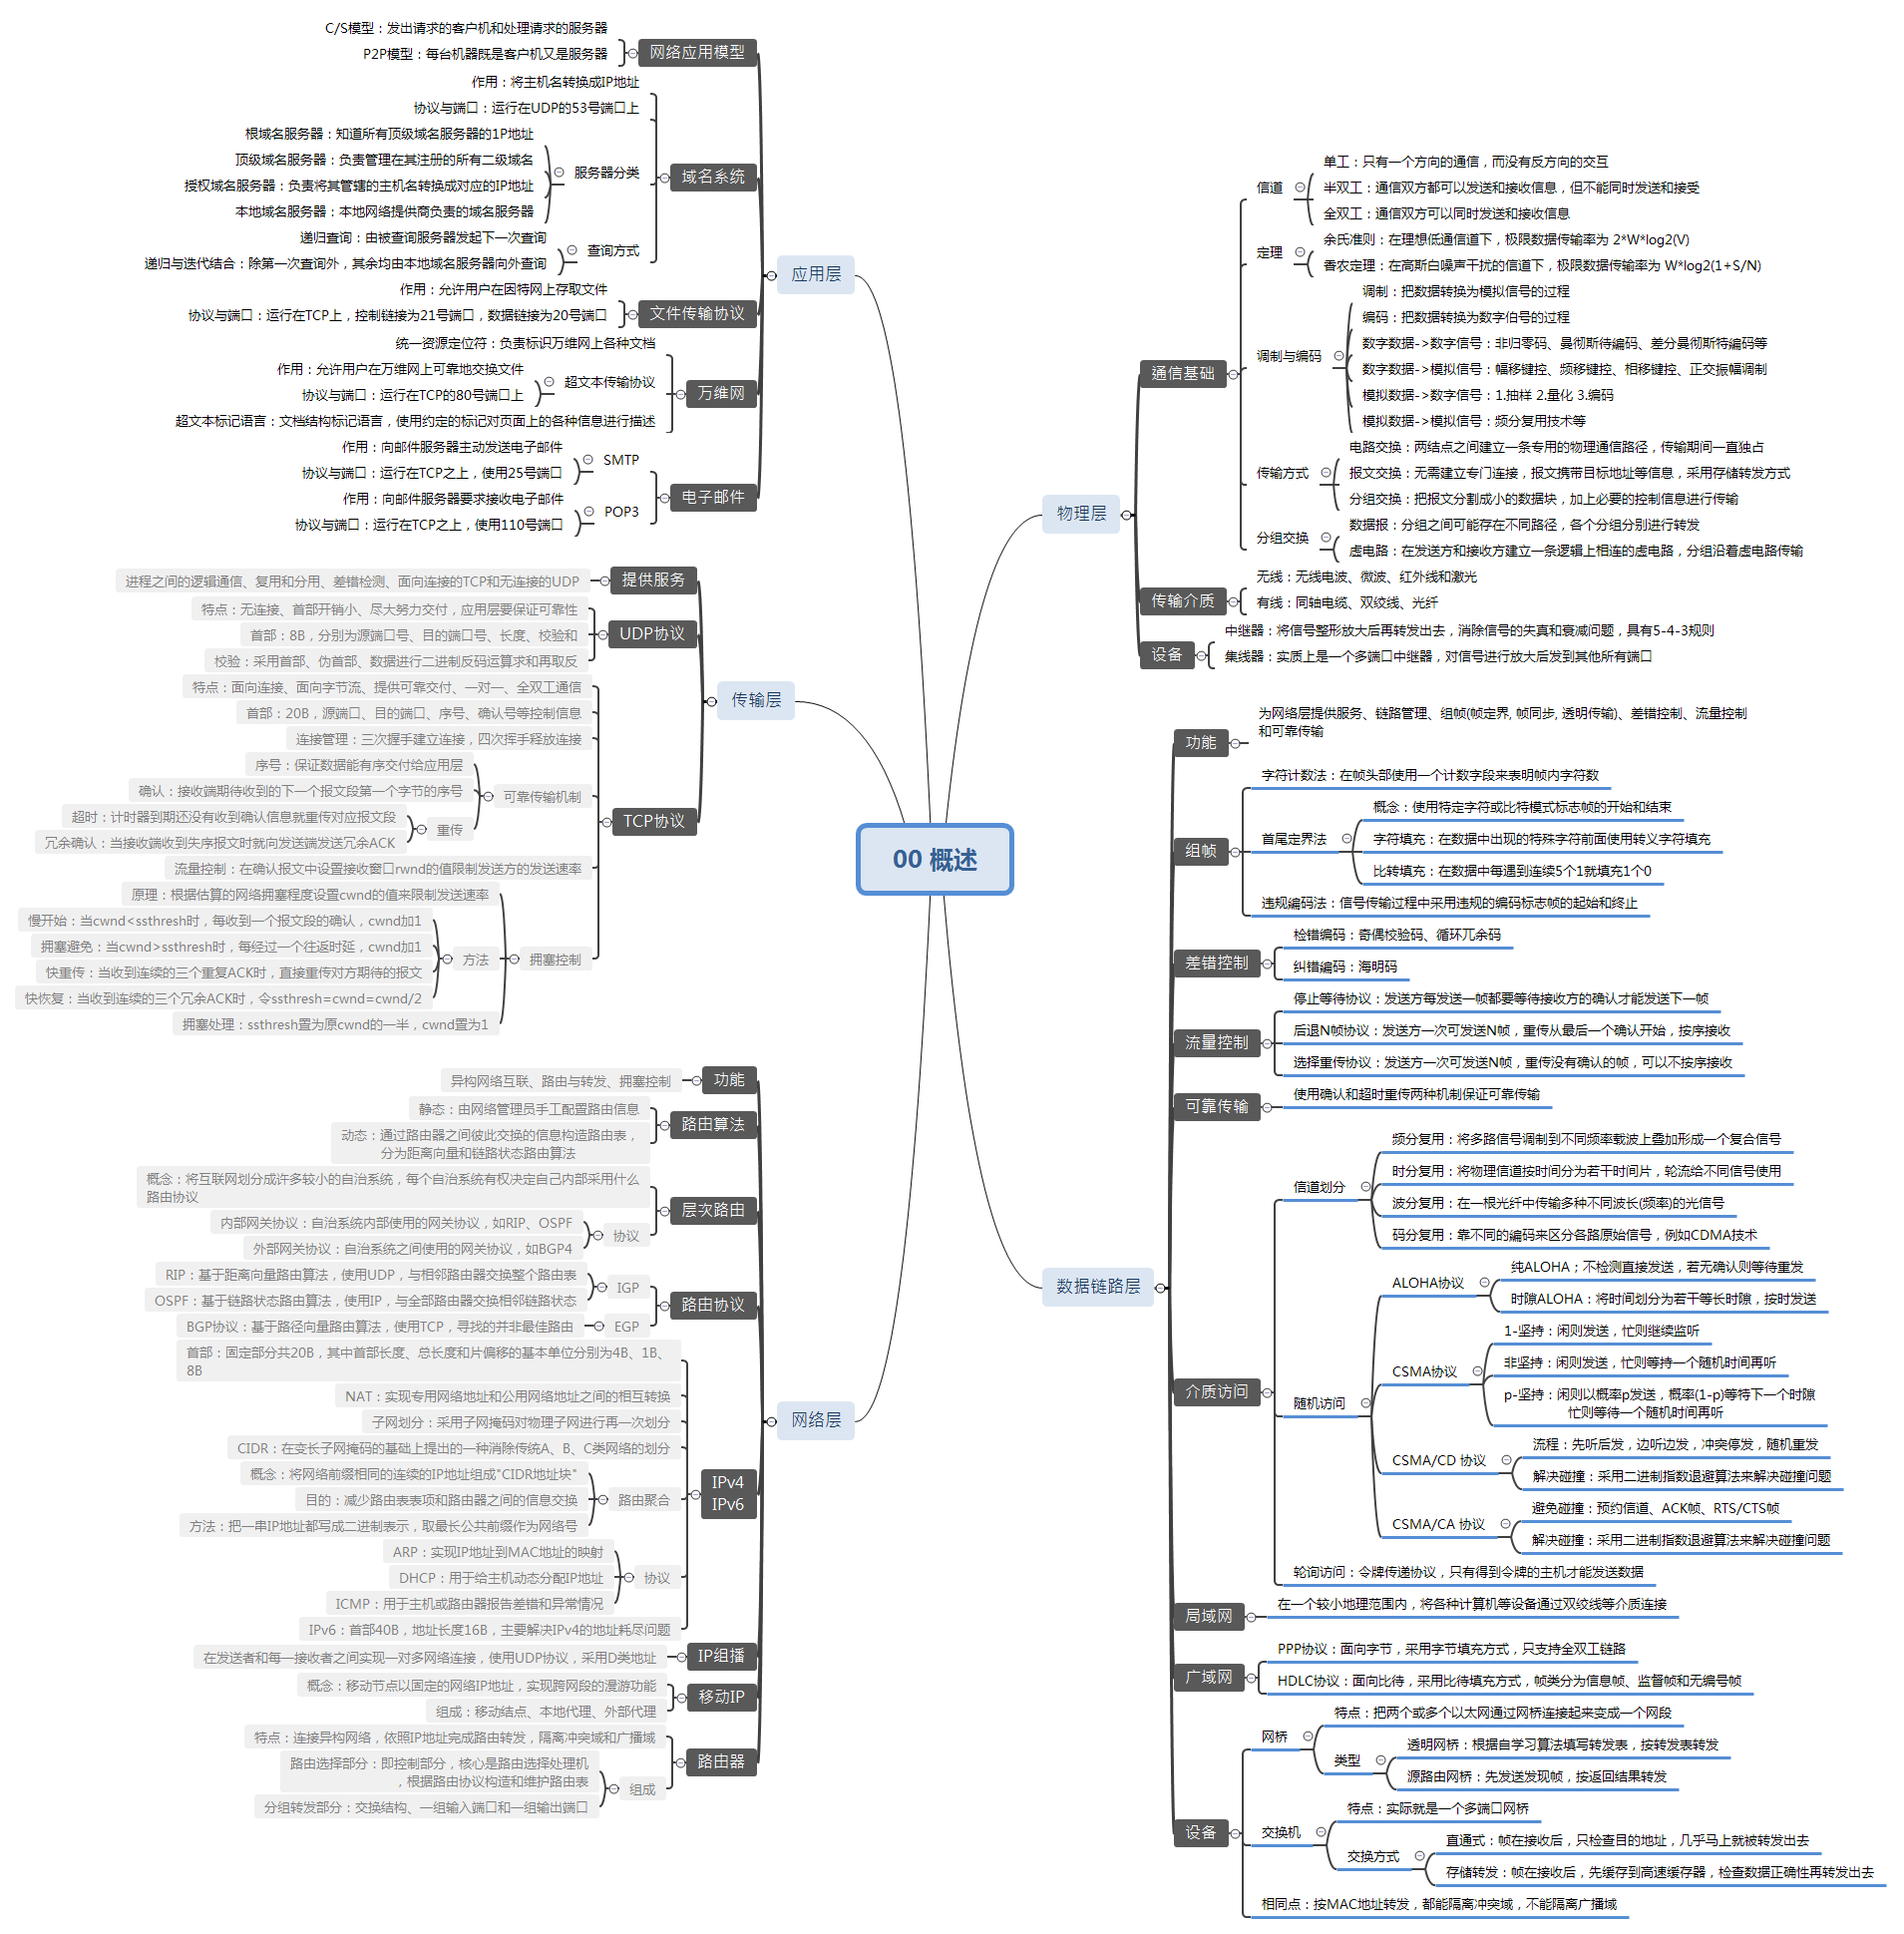 00 概述
应用层
网络应用模型
C/S模型：发出请求的客户机和处理请求的服务器
P2P模型：每台机器既是客户机又是服务器
域名系统
作用：将主机名转换成IP地址
协议与端口：运行在UDP的53号端口上
服务器分类
根域名服务器：知道所有顶级域名服务器的1P地址
顶级域名服务器：负责管理在其注册的所有二级域名
授权域名服务器：负责将其管辖的主机名转换成对应的IP地址
本地域名服务器：本地网络提供商负责的域名服务器
查询方式
递归查询：由被查询服务器发起下一次查询
递归与迭代结合：除第一次查询外，其余均由本地域名服务器向外查询
文件传输协议
作用：允许用户在因特网上存取文件
协议与端口：运行在TCP上，控制链接为21号端口，数据链接为20号端口
万维网
统一资源定位符：负责标识万维网上各种文档
超文本传输协议
作用：允许用户在万维网上可靠地交换文件
协议与端口：运行在TCP的80号端口上
超文本标记语言：文档结构标记语言，使用约定的标记对页面上的各种信息进行描述
电子邮件
SMTP
作用：向邮件服务器主动发送电子邮件
协议与端口：运行在TCP之上，使用25号端口
POP3
作用：向邮件服务器要求接收电子邮件
协议与端口：运行在TCP之上，使用110号端口
传输层
提供服务
进程之间的逻辑通信、复用和分用、差错检测、面向连接的TCP和无连接的UDP
UDP协议
特点：无连接、首部开销小、尽大努力交付，应用层要保证可靠性
首部：8B，分别为源端口号、目的端口号、长度、校验和
校验：采用首部、伪首部、数据进行二进制反码运算求和再取反
TCP协议
特点：面向连接、面向字节流、提供可靠交付、一对一、全双工通信
首部：20B，源端口、目的端口、序号、确认号等控制信息
连接管理：三次握手建立连接，四次挥手释放连接
可靠传输机制
序号：保证数据能有序交付给应用层
确认：接收端期待收到的下一个报文段第一个字节的序号
重传
超时：计时器到期还没有收到确认信息就重传对应报文段
冗余确认：当接收端收到失序报文时就向发送端发送冗余ACK
流量控制：在确认报文中设置接收窗口rwnd的值限制发送方的发送速率
拥塞控制
原理：根据估算的网络拥塞程度设置cwnd的值来限制发送速率
方法
慢开始：当cwnd<ssthresh时，每收到一个报文段的确认，cwnd加1
拥塞避免：当cwnd>ssthresh时，每经过一个往返时延，cwnd加1
快重传：当收到连续的三个重复ACK时，直接重传对方期待的报文
快恢复：当收到连续的三个冗余ACK时，令ssthresh=cwnd=cwnd/2
拥塞处理：ssthresh置为原cwnd的一半，cwnd置为1
网络层
功能
异构网络互联、路由与转发、拥塞控制
路由算法
静态：由网络管理员手工配置路由信息
动态：通过路由器之间彼此交换的信息构造路由表，
分为距离向量和链路状态路由算法
层次路由
概念：将互联网划分成许多较小的自治系统，每个自治系统有权决定自己内部采用什么
路由协议
协议
内部网关协议：自治系统内部使用的网关协议，如RIP、OSPF
外部网关协议：自治系统之间使用的网关协议，如BGP4
路由协议
IGP
RIP：基于距离向量路由算法，使用UDP，与相邻路由器交换整个路由表
OSPF：基于链路状态路由算法，使用IP，与全部路由器交换相邻链路状态
EGP
BGP协议：基于路径向量路由算法，使用TCP，寻找的并非最佳路由
IPv4
IPv6
首部：固定部分共20B，其中首部长度、总长度和片偏移的基本单位分别为4B、1B、
8B
NAT：实现专用网络地址和公用网络地址之间的相互转换
子网划分：采用子网掩码对物理子网进行再一次划分
CIDR：在变长子网掩码的基础上提出的一种消除传统A、B、C类网络的划分
路由聚合
概念：将网络前缀相同的连续的IP地址组成"CIDR地址块"
目的：减少路由表表项和路由器之间的信息交换
方法：把一串IP地址都写成二进制表示，取最长公共前缀作为网络号
协议
ARP：实现IP地址到MAC地址的映射
DHCP：用于给主机动态分配IP地址
ICMP：用于主机或路由器报告差错和异常情况
IPv6：首部40B，地址长度16B，主要解决IPv4的地址耗尽问题
IP组播
在发送者和每一接收者之间实现一对多网络连接，使用UDP协议，采用D类地址
移动IP
概念：移动节点以固定的网络IP地址，实现跨网段的漫游功能
组成：移动结点、本地代理、外部代理
路由器
特点：连接异构网络，依照IP地址完成路由转发，隔离冲突域和广播域
组成
路由选择部分：即控制部分，核心是路由选择处理机
，根据路由协议构造和维护路由表
分组转发部分：交换结构、一组输入端口和一组输出端口
物理层
通信基础
信道
单工：只有一个方向的通信，而没有反方向的交互
半双工：通信双方都可以发送和接收信息，但不能同时发送和接受
全双工：通信双方可以同时发送和接收信息
定理
余氏准则：在理想低通信道下，极限数据传输率为 2*W*log2(V)
香农定理：在高斯白噪声干扰的信道下，极限数据传输率为 W*log2(1+S/N)
调制与编码
调制：把数据转换为模拟信号的过程
编码：把数据转换为数字伯号的过程
数字数据->数字信号：非归零码、曼彻斯待编码、差分曼彻斯特编码等
数字数据->模拟信号：幅移键控、频移键控、相移键控、正交振幅调制
模拟数据->数字信号：1.抽样 2.量化 3.编码
模拟数据->模拟信号：频分复用技术等
传输方式
电路交换：两结点之间建立一条专用的物理通信路径，传输期间一直独占
报文交换：无需建立专门连接，报文携带目标地址等信息，采用存储转发方式
分组交换：把报文分割成小的数据块，加上必要的控制信息进行传输
分组交换
数据报：分组之间可能存在不同路径，各个分组分别进行转发
虚电路：在发送方和接收方建立一条逻辑上相连的虚电路，分组沿着虚电路传输
传输介质
无线：无线电波、微波、红外线和激光
有线：同轴电缆、双绞线、光纤
设备
中继器：将信号整形放大后再转发出去，消除信号的失真和衰减问题，具有5-4-3规则
集线器：实质上是一个多端口中继器，对信号进行放大后发到其他所有端口
数据链路层
功能
为网络层提供服务、链路管理、组帧(帧定界, 帧同步, 透明传输)、差错控制、流量控制
和可靠传输
组帧
字符计数法：在帧头部使用一个计数字段来表明帧内字符数
首尾定界法
概念：使用特定字符或比特模式标志帧的开始和结束
字符填充：在数据中出现的特殊字符前面使用转义字符填充
比转填充：在数据中每遇到连续5个1就填充1个0
违规编码法：信号传输过程中采用违规的编码标志帧的起始和终止
差错控制
检错编码：奇偶校验码、循环兀余码
纠错编码：海明码
流量控制
停止等待协议：发送方每发送一帧都要等待接收方的确认才能发送下一帧
后退N帧协议：发送方一次可发送N帧，重传从最后一个确认开始，按序接收
选择重传协议：发送方一次可发送N帧，重传没有确认的帧，可以不按序接收
可靠传输
使用确认和超时重传两种机制保证可靠传输
介质访问
信道划分
频分复用：将多路信号调制到不同频率载波上叠加形成一个复合信号
时分复用：将物理信道按时间分为若干时间片，轮流给不同信号使用
波分复用：在一根光纤中传输多种不同波长(频率)的光信号
码分复用：靠不同的编码来区分各路原始信号，例如CDMA技术
随机访问
ALOHA协议
纯ALOHA；不检测直接发送，若无确认则等待重发
时隙ALOHA：将时间划分为若干等长时隙，按时发送
CSMA协议
1-坚持：闲则发送，忙则继续监听
非坚持：闲则发送，忙则等持一个随机时间再听
p-坚持：闲则以概率p发送，概率(1-p)等特下一个时隙
忙则等待一个随机时间再听
CSMA/CD 协议
流程：先听后发，边听边发，冲突停发，随机重发
解决碰撞：采用二进制指数退避算法来解决碰撞问题
CSMA/CA 协议
避免碰撞：预约信道、ACK帧、RTS/CTS帧
解决碰撞：采用二进制指数退避算法来解决碰撞问题
轮询访问：令牌传递协议，只有得到令牌的主机才能发送数据
局域网
在一个较小地理范围内，将各种计算机等设备通过双绞线等介质连接
广域网
PPP协议：面向字节，采用字节填充方式，只支持全双工链路
HDLC协议：面向比待，采用比待填充方式，帧类分为信息帧、监督帧和无编号帧
设备
网桥
特点：把两个或多个以太网通过网桥连接起来变成一个网段
类型
透明网桥：根据自学习算法填写转发表，按转发表转发
源路由网桥：先发送发现帧，按返回结果转发
交换机
特点：实际就是一个多端口网桥
交换方式
直通式：帧在接收后，只检查目的地址，几乎马上就被转发出去
存储转发：帧在接收后，先缓存到高速缓存器，检查数据正确性再转发出去
相同点：按MAC地址转发，都能隔离冲突域，不能隔离广播域